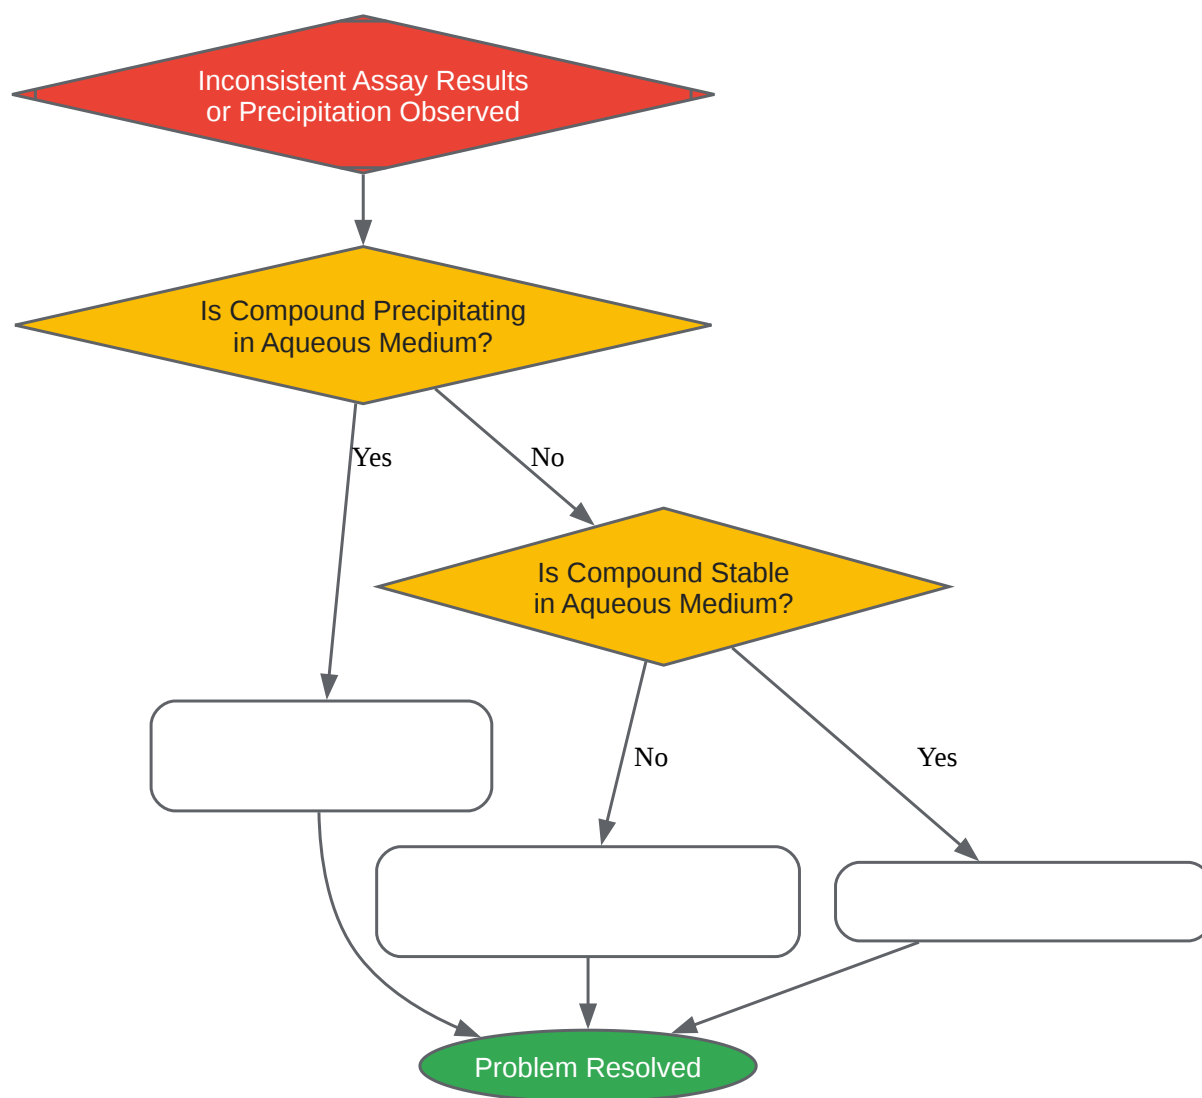 Inconsistent Assay Results
or Precipitation Observed
Is Compound Precipitating
in Aqueous Medium?
Yes
No
Is Compound Stable
in Aqueous Medium?
No
Yes
Problem Resolved